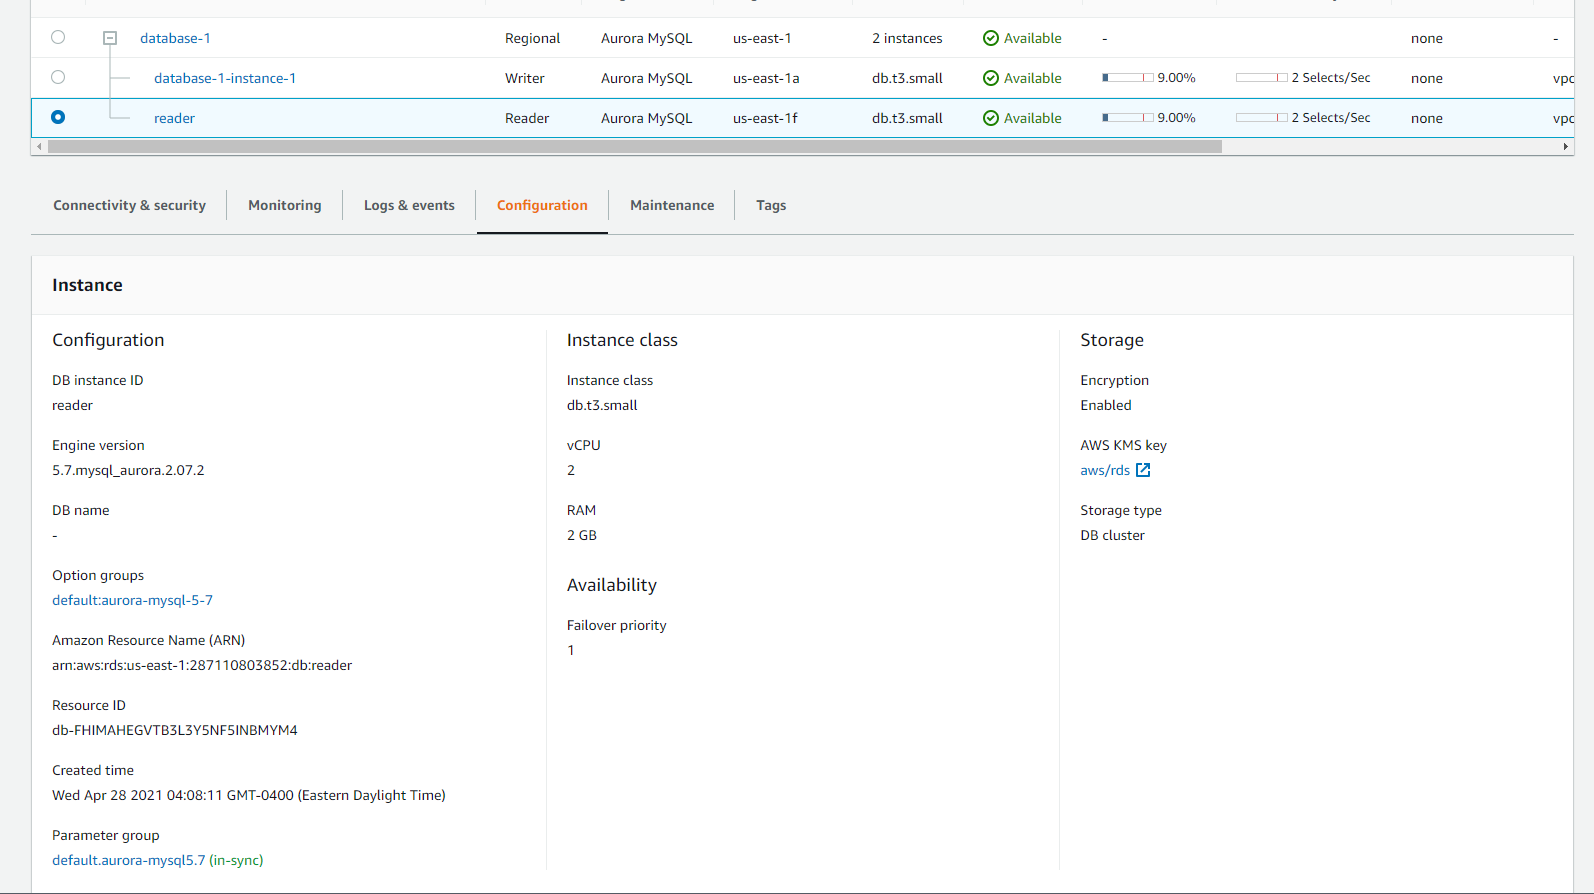 database-1 Regional Aurora MySQL us-east-1 2 instances Available - none -
database-1-instance-1 Writer Aurora MySQL us-east-1a db.t3.small Available 9.00% 2 Selects/Sec none vpc
reader Reader Aurora MySQL us-east-1f db.t3.small Available 9.00% 2 Selects/Sec none vpc
Connectivity & security Monitoring Logs & events Configuration Maintenance Tags
Instance
Configuration
DB instance ID
reader
Engine version
5.7.mysql_aurora.2.07.2
DB name
-
Option groups
default:aurora-mysql-5-7
Amazon Resource Name (ARN)
arn:aws:rds:us-east-1:287110803852:db:reader
Resource ID
db-FHIMAHEGVTB3L3Y5NF5INBMYM4
Created time
Wed Apr 28 2021 04:08:11 GMT-0400 (Eastern Daylight Time)
Parameter group
default.aurora-mysql5.7 (in-sync)
Instance class
Instance class
db.t3.small
vCPU
2
RAM
2 GB
Availability
Failover priority
1
Storage
Encryption
Enabled
AWS KMS key
aws/rds
Storage type
DB cluster